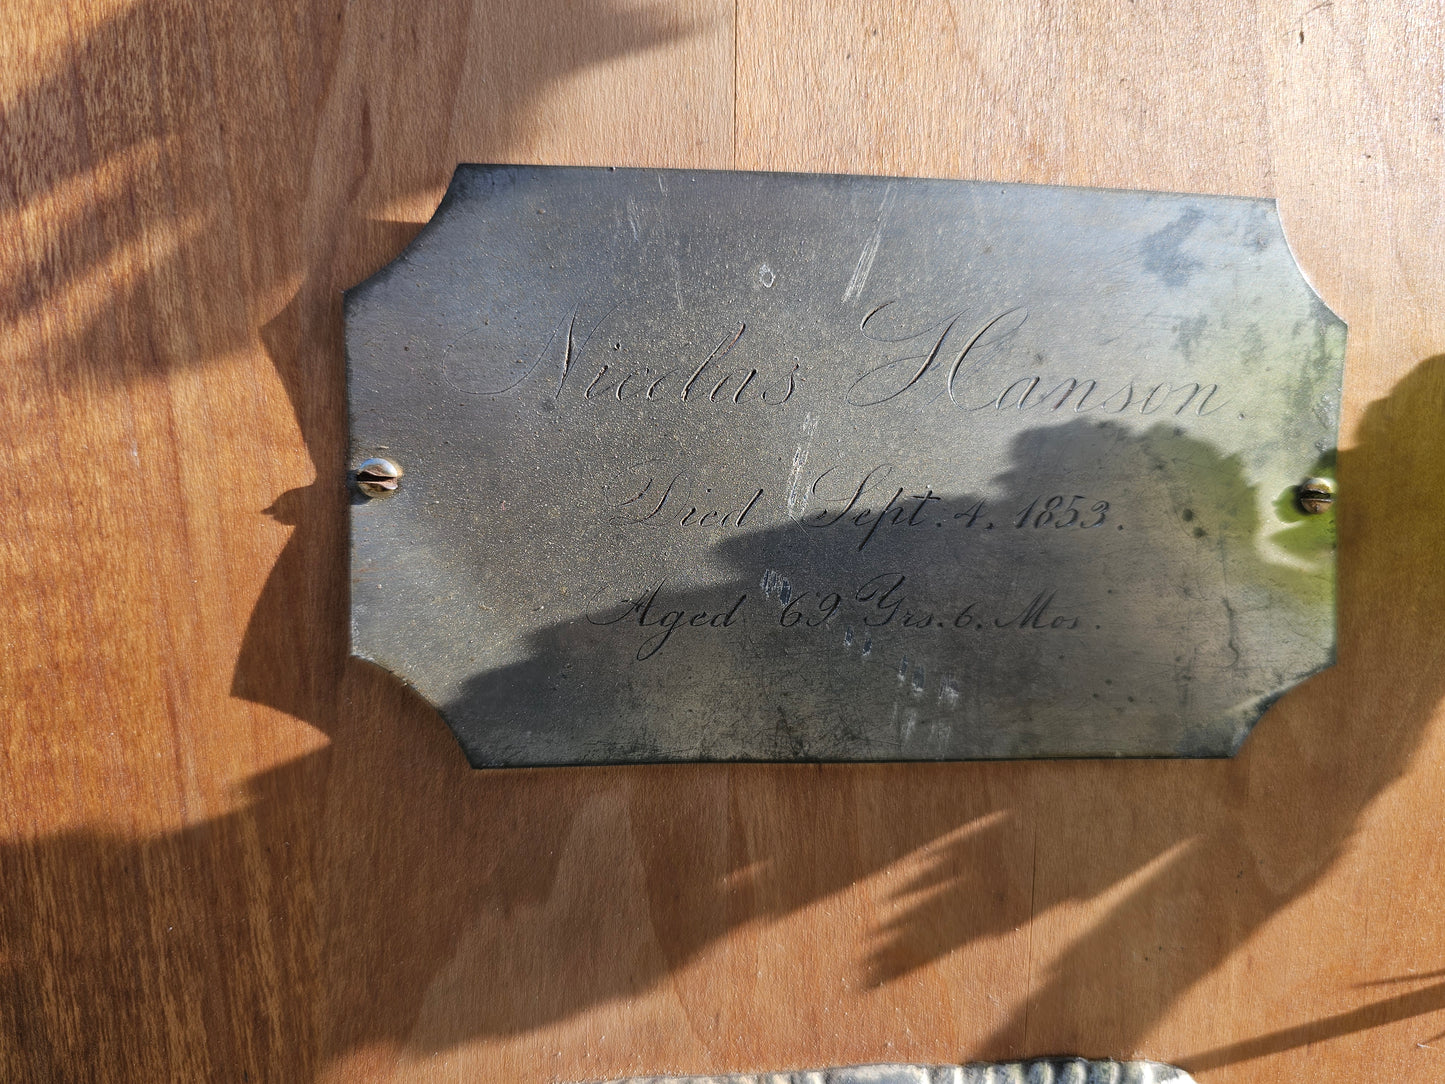 Nicolas Hanson
Died Sept. 4, 1853.
Aged 69 Yrs. 6. Mos.